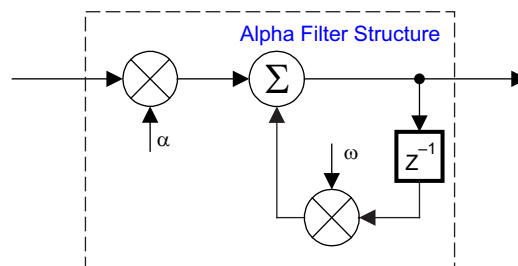 Alpha Filter Structure
Σ
α
ω
Z⁻¹